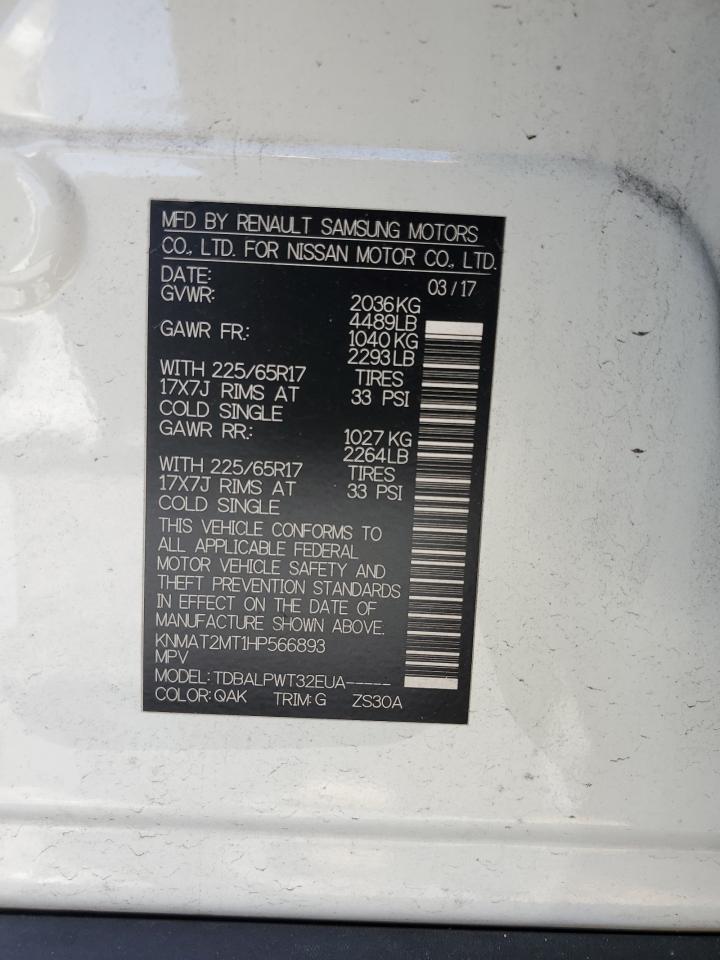 MFD BY RENAULT SAMSUNG MOTORS
CO., LTD. FOR NISSAN MOTOR CO., LTD.
DATE: 03/17
GVWR: 2036KG
4489LB
GAWR FR: 1040KG
2293LB
WITH 225/65R17 TIRES
17X7J RIMS AT 33 PSI
COLD SINGLE
GAWR RR: 1027KG
2264LB
WITH 225/65R17 TIRES
17X7J RIMS AT 33 PSI
COLD SINGLE
THIS VEHICLE CONFORMS TO
ALL APPLICABLE FEDERAL
MOTOR VEHICLE SAFETY AND
THEFT PREVENTION STANDARDS
IN EFFECT ON THE DATE OF
MANUFACTURE SHOWN ABOVE.
KNMAT2MT1HP566893
MPV
MODEL: TDBALPWT32EUA-----
COLOR: QAK TRIM: G ZS30A